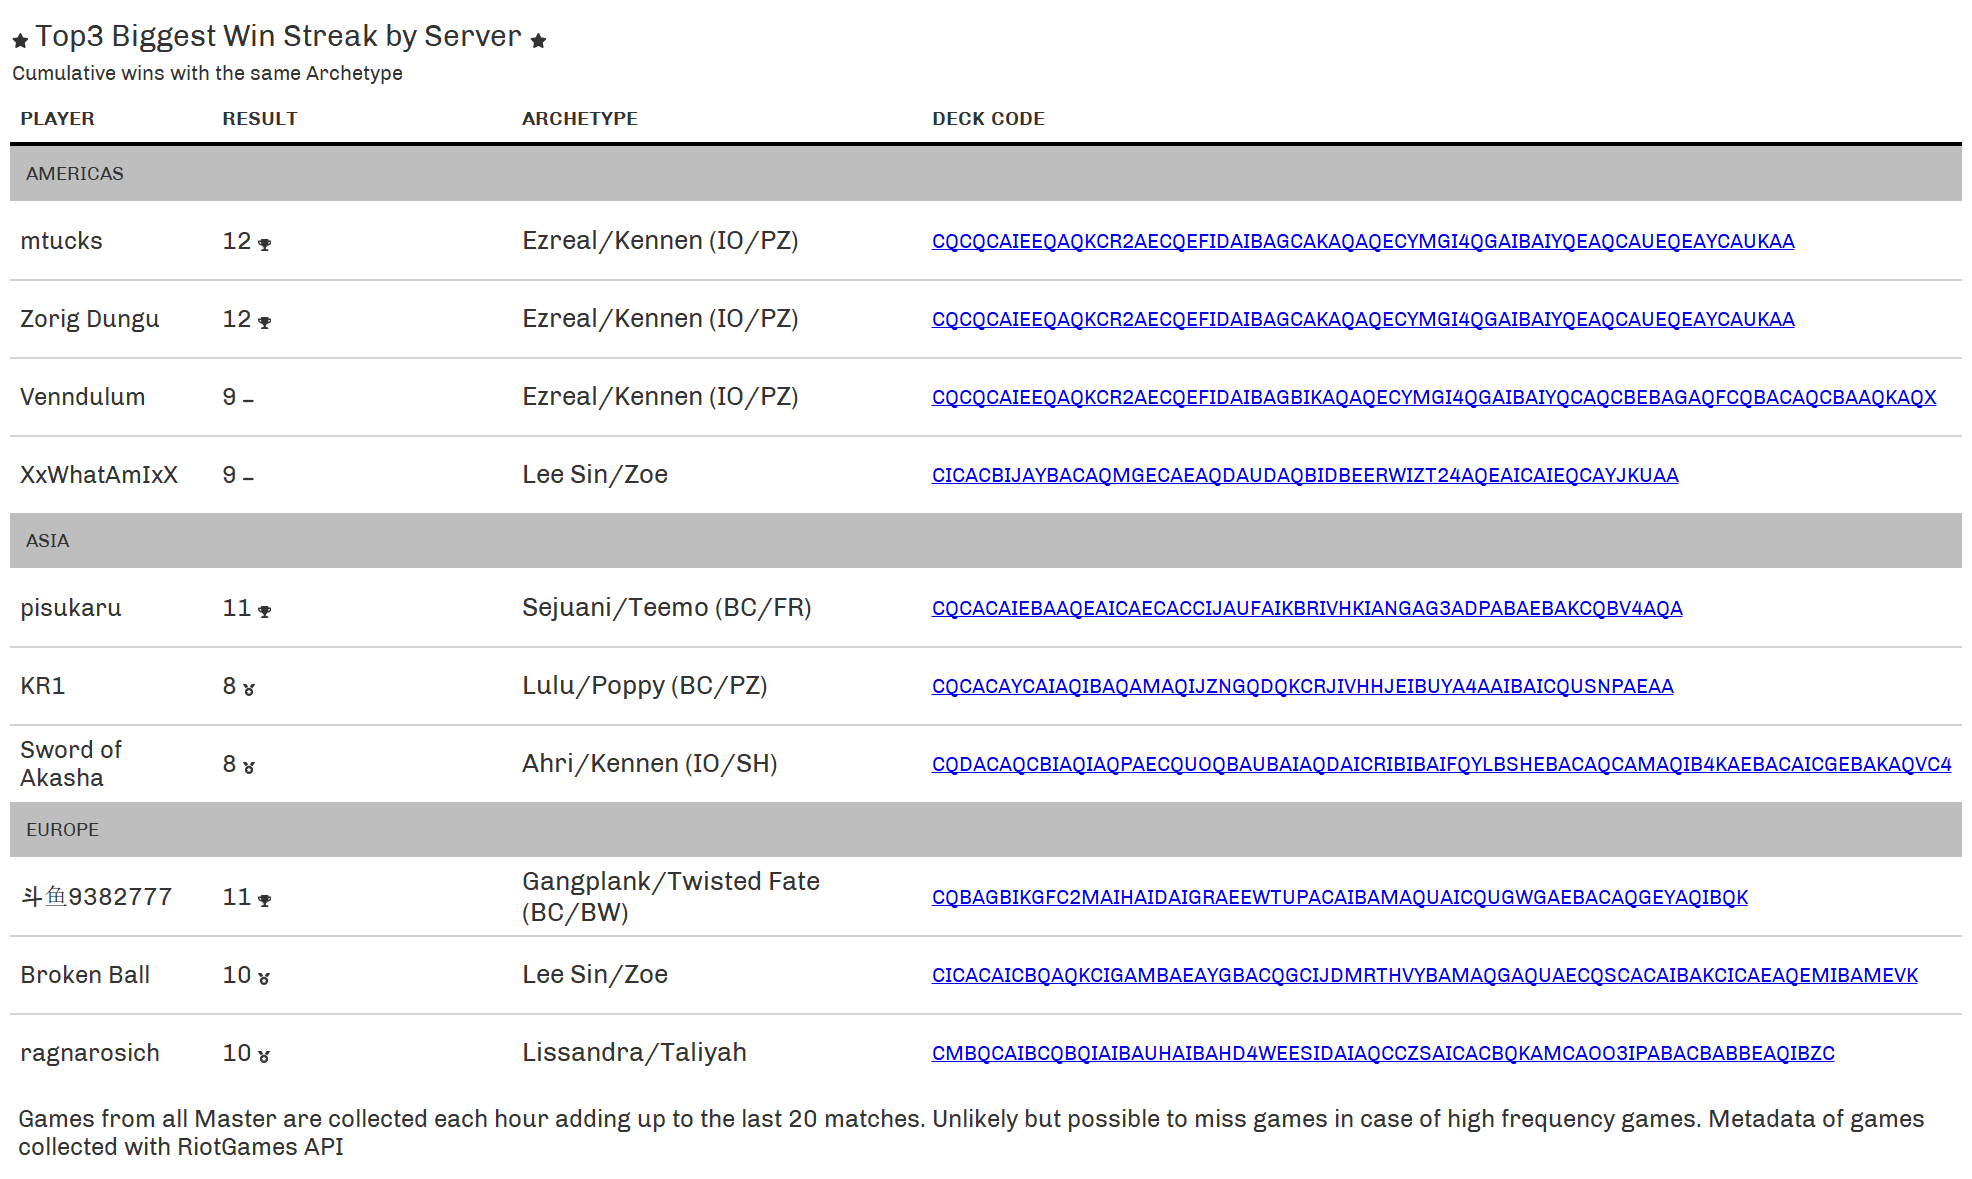 ★ Top3 Biggest Win Streak by Server ★
Cumulative wins with the same Archetype
PLAYER RESULT ARCHETYPE DECK CODE
AMERICAS
mtucks 12 Ezreal/Kennen (IO/PZ) CQCQCAIEEQAQKCR2AECQEFIDAIBAGCAKAQAQECYMGI4QGAIBAIYQEAQCAUEQEAYCAUKAA
Zorig Dungu 12 Ezreal/Kennen (IO/PZ) CQCQCAIEEQAQKCR2AECQEFIDAIBAGCAKAQAQECYMGI4QGAIBAIYQEAQCAUEQEAYCAUKAA
Venndulum 9 – Ezreal/Kennen (IO/PZ) CQCQCAIEEQAQKCR2AECQEFIDAIBAGBIKAQAQECYMGI4QGAIBAIYQCAQCBEBAGAQFCQBACAQCBAAQKAQX
XxWhatAmIxX 9 – Lee Sin/Zoe CICACBIJAYBACAQMGECAEAQDAUDAQBIDBEERWIZT24AQEAICAIEQCAYJKUAA
ASIA
pisukaru 11 Sejuani/Teemo (BC/FR) CQCACAIEBAAQEAICAECACCIJAUFAIKBRIVHKIANGAG3ADPABAEBAKCQBV4AQA
KR1 8 Lulu/Poppy (BC/PZ) CQCACAYCAIAQIBAQAMAQIJZNGQDQKCRJIVHHJEIBUYA4AAIBAICQUSNPAEAA
Sword of
Akasha 8 Ahri/Kennen (IO/SH) CQDACAQCBIAQIAQPAECQUOQBAUBAIAQDAICRIBIBAIFQYLBSHEBACAQCAMAQIB4KAEBACAICGEBAKAQVC4
EUROPE
斗鱼9382777 11 Gangplank/Twisted Fate
(BC/BW) CQBAGBIKGFC2MAIHAIDAIGRAEEWTUPACAIBAMAQUAICQUGWGAEBACAQGEYAQIBQK
Broken Ball 10 Lee Sin/Zoe CICACAICBQAQKCIGAMBAEAYGBACQGCIJDMRTHVYBAMAQGAQUAECQSCACAIBAKCICAEAQEMIBAMEVK
ragnarosich 10 Lissandra/Taliyah CMBQCAIBCQBQIAIBAUHAIBAHD4WEESIDAIAQCCZSAICACBQKAMCAOO3IPABACBABBEAQIBZC
Games from all Master are collected each hour adding up to the last 20 matches. Unlikely but possible to miss games in case of high frequency games. Metadata of games
collected with RiotGames API